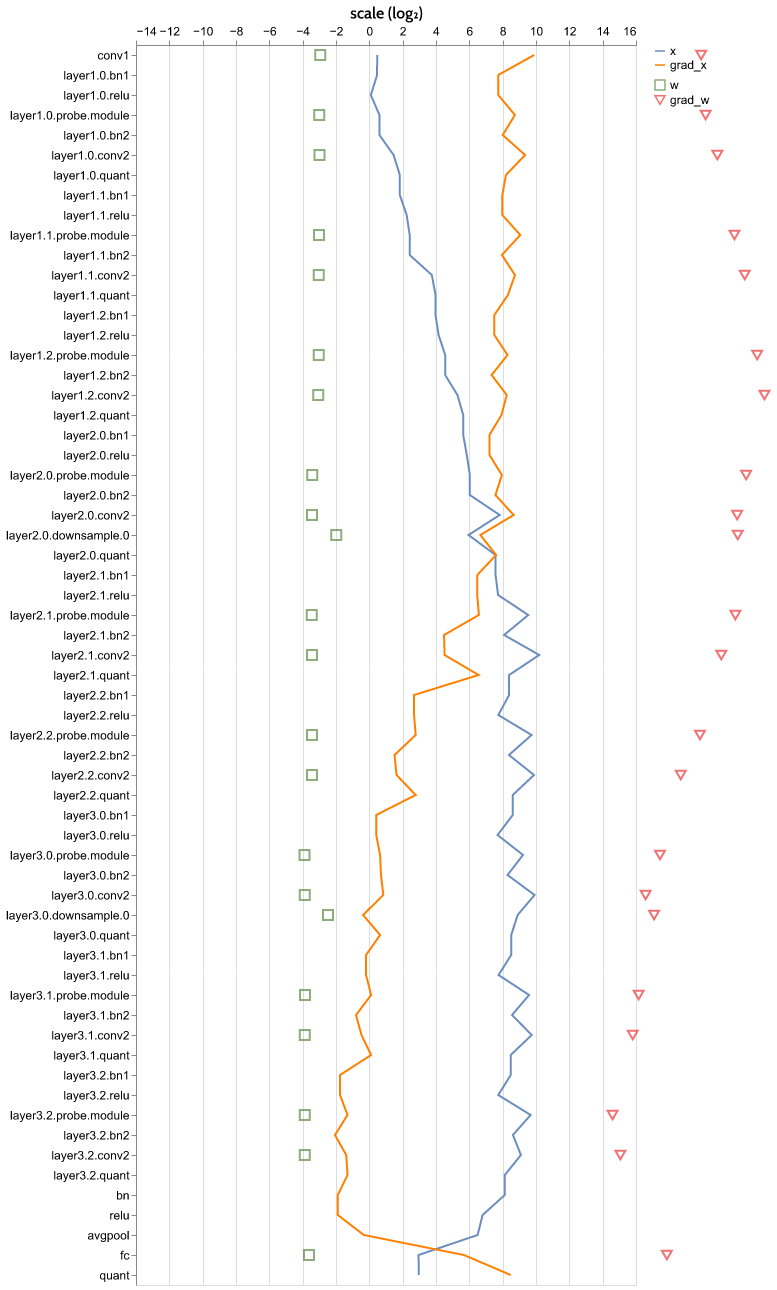 scale (log₂)
−14 −12 −10 −8 −6 −4 −2 0 2 4 6 8 10 12 14 16
conv1
layer1.0.bn1
layer1.0.relu
layer1.0.probe.module
layer1.0.bn2
layer1.0.conv2
layer1.0.quant
layer1.1.bn1
layer1.1.relu
layer1.1.probe.module
layer1.1.bn2
layer1.1.conv2
layer1.1.quant
layer1.2.bn1
layer1.2.relu
layer1.2.probe.module
layer1.2.bn2
layer1.2.conv2
layer1.2.quant
layer2.0.bn1
layer2.0.relu
layer2.0.probe.module
layer2.0.bn2
layer2.0.conv2
layer2.0.downsample.0
layer2.0.quant
layer2.1.bn1
layer2.1.relu
layer2.1.probe.module
layer2.1.bn2
layer2.1.conv2
layer2.1.quant
layer2.2.bn1
layer2.2.relu
layer2.2.probe.module
layer2.2.bn2
layer2.2.conv2
layer2.2.quant
layer3.0.bn1
layer3.0.relu
layer3.0.probe.module
layer3.0.bn2
layer3.0.conv2
layer3.0.downsample.0
layer3.0.quant
layer3.1.bn1
layer3.1.relu
layer3.1.probe.module
layer3.1.bn2
layer3.1.conv2
layer3.1.quant
layer3.2.bn1
layer3.2.relu
layer3.2.probe.module
layer3.2.bn2
layer3.2.conv2
layer3.2.quant
bn
relu
avgpool
fc
quant
x
grad_x
w
grad_w